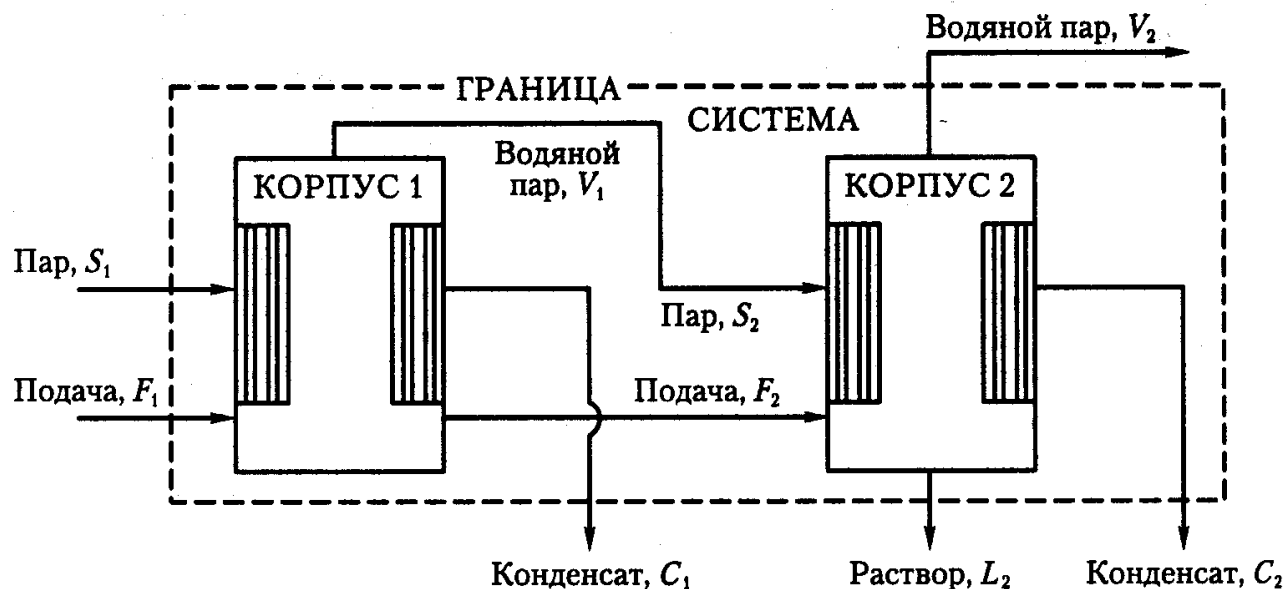 Водяной пар, V₂
ГРАНИЦА
СИСТЕМА
Водяной
пар, V₁
КОРПУС 1
КОРПУС 2
Пар, S₁
Пар, S₂
Подача, F₁
Подача, F₂
Конденсат, C₁
Раствор, L₂
Конденсат, C₂